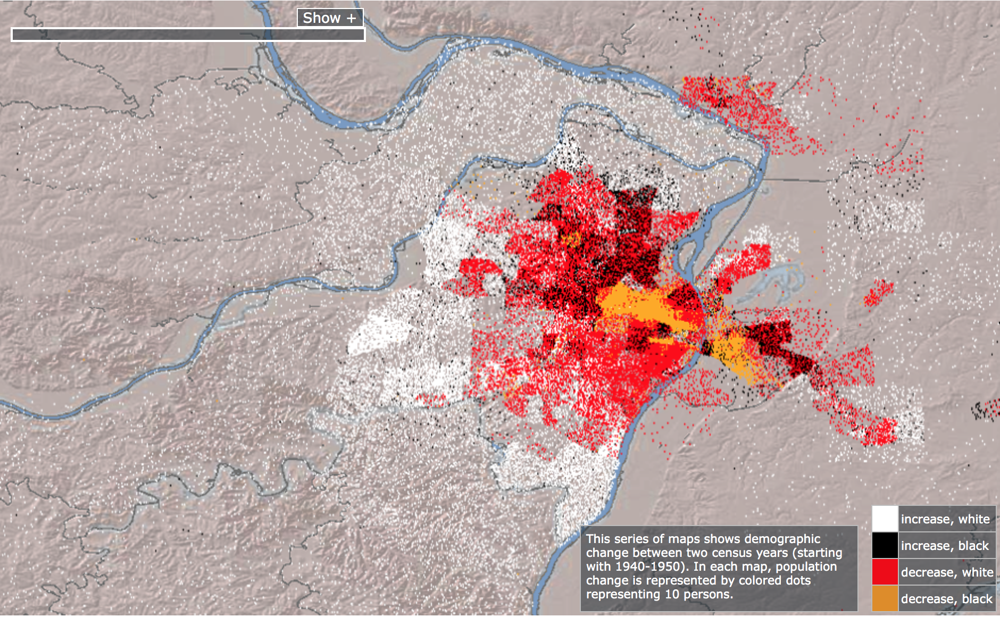 Show +
This series of maps shows demographic
change between two census years (starting
with 1940-1950). In each map, population
change is represented by colored dots
representing 10 persons.
increase, white
increase, black
decrease, white
decrease, black